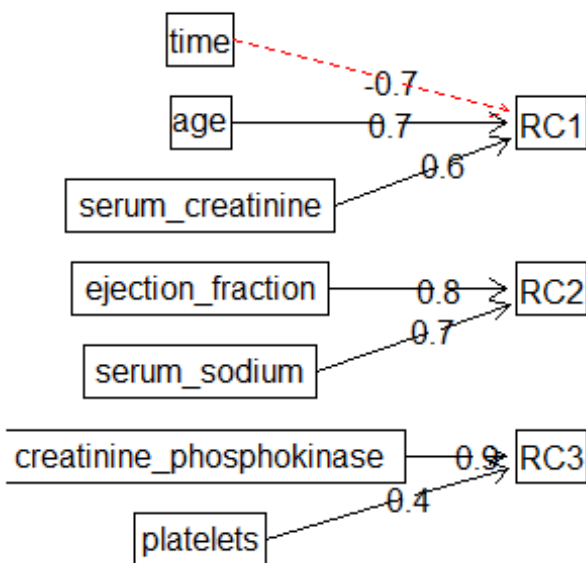 time
-0.7
age
0.7
RC1
serum_creatinine
0.6
ejection_fraction
0.8
RC2
serum_sodium
0.7
creatinine_phosphokinase
0.9
RC3
platelets
0.4